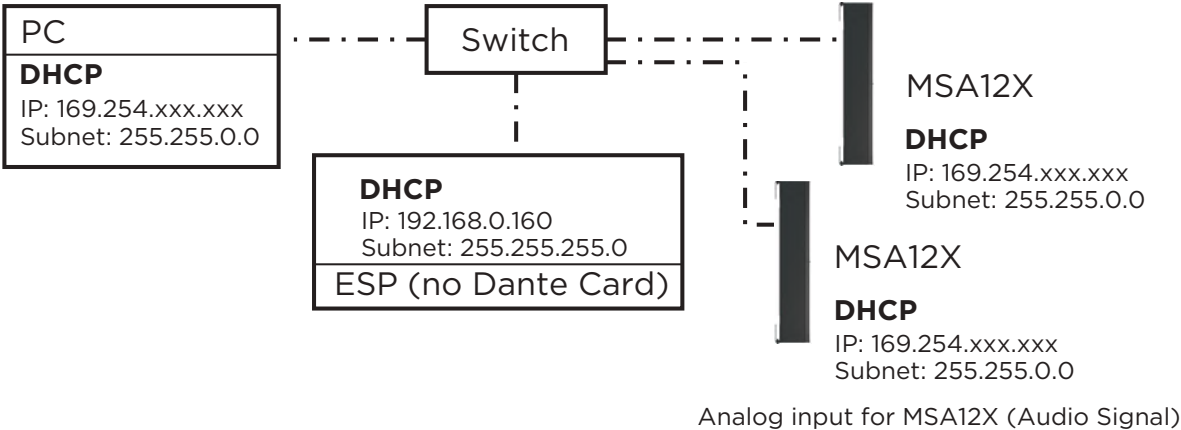 PC
DHCP
IP: 169.254.xxx.xxx
Subnet: 255.255.0.0
Switch
DHCP
IP: 192.168.0.160
Subnet: 255.255.255.0
ESP (no Dante Card)
MSA12X
DHCP
IP: 169.254.xxx.xxx
Subnet: 255.255.0.0
MSA12X
DHCP
IP: 169.254.xxx.xxx
Subnet: 255.255.0.0
Analog input for MSA12X (Audio Signal)